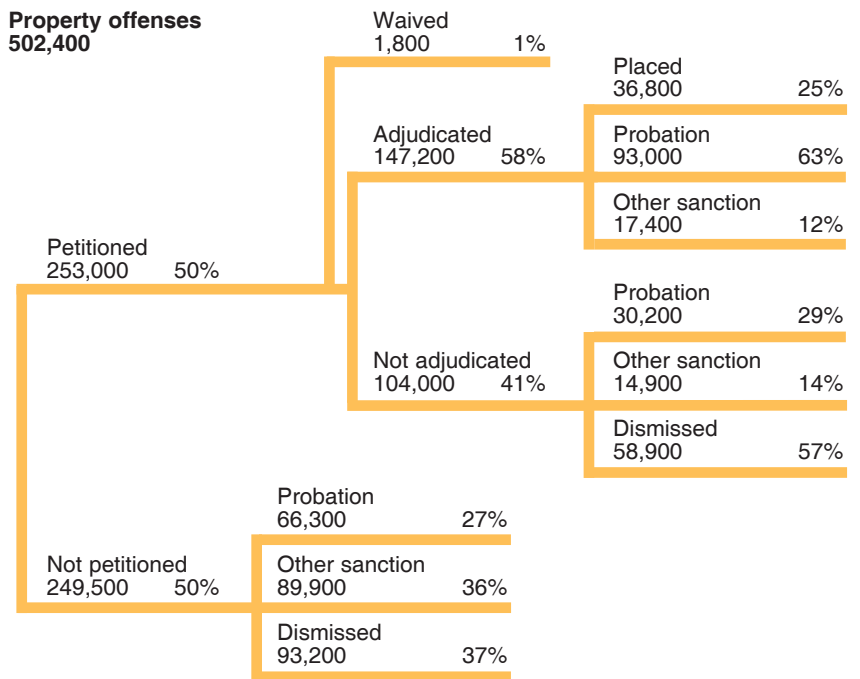 Property offenses
502,400
Waived
1,800 1%
Placed
36,800 25%
Adjudicated
147,200 58%
Probation
93,000 63%
Other sanction
17,400 12%
Petitioned
253,000 50%
Probation
30,200 29%
Not adjudicated
104,000 41%
Other sanction
14,900 14%
Dismissed
58,900 57%
Probation
66,300 27%
Not petitioned
249,500 50%
Other sanction
89,900 36%
Dismissed
93,200 37%